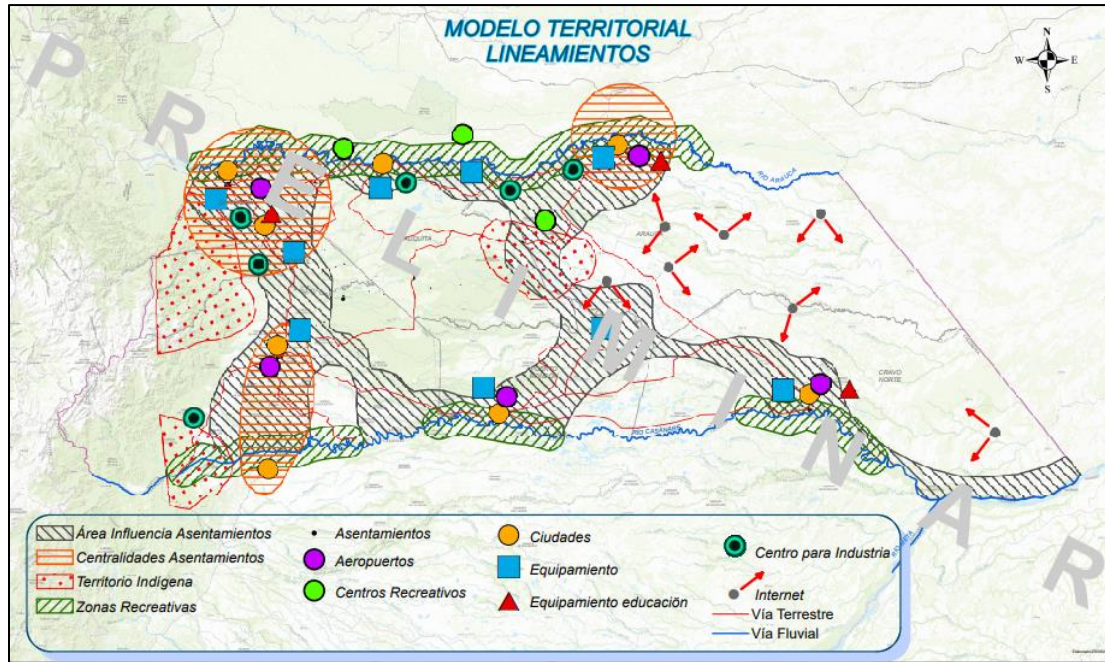 MODELO TERRITORIAL
LINEAMIENTOS
N
W E
S
PRELIMINAR
RIO ARAUCA
CRAVO
NORTE
RIO CASANARE
Área Influencia Asentamientos
Centralidades Asentamientos
Territorio Indígena
Zonas Recreativas
Asentamientos
Aeropuertos
Centros Recreativos
Ciudades
Equipamiento
Equipamiento educación
Centro para Industria
Internet
Vía Terrestre
Vía Fluvial